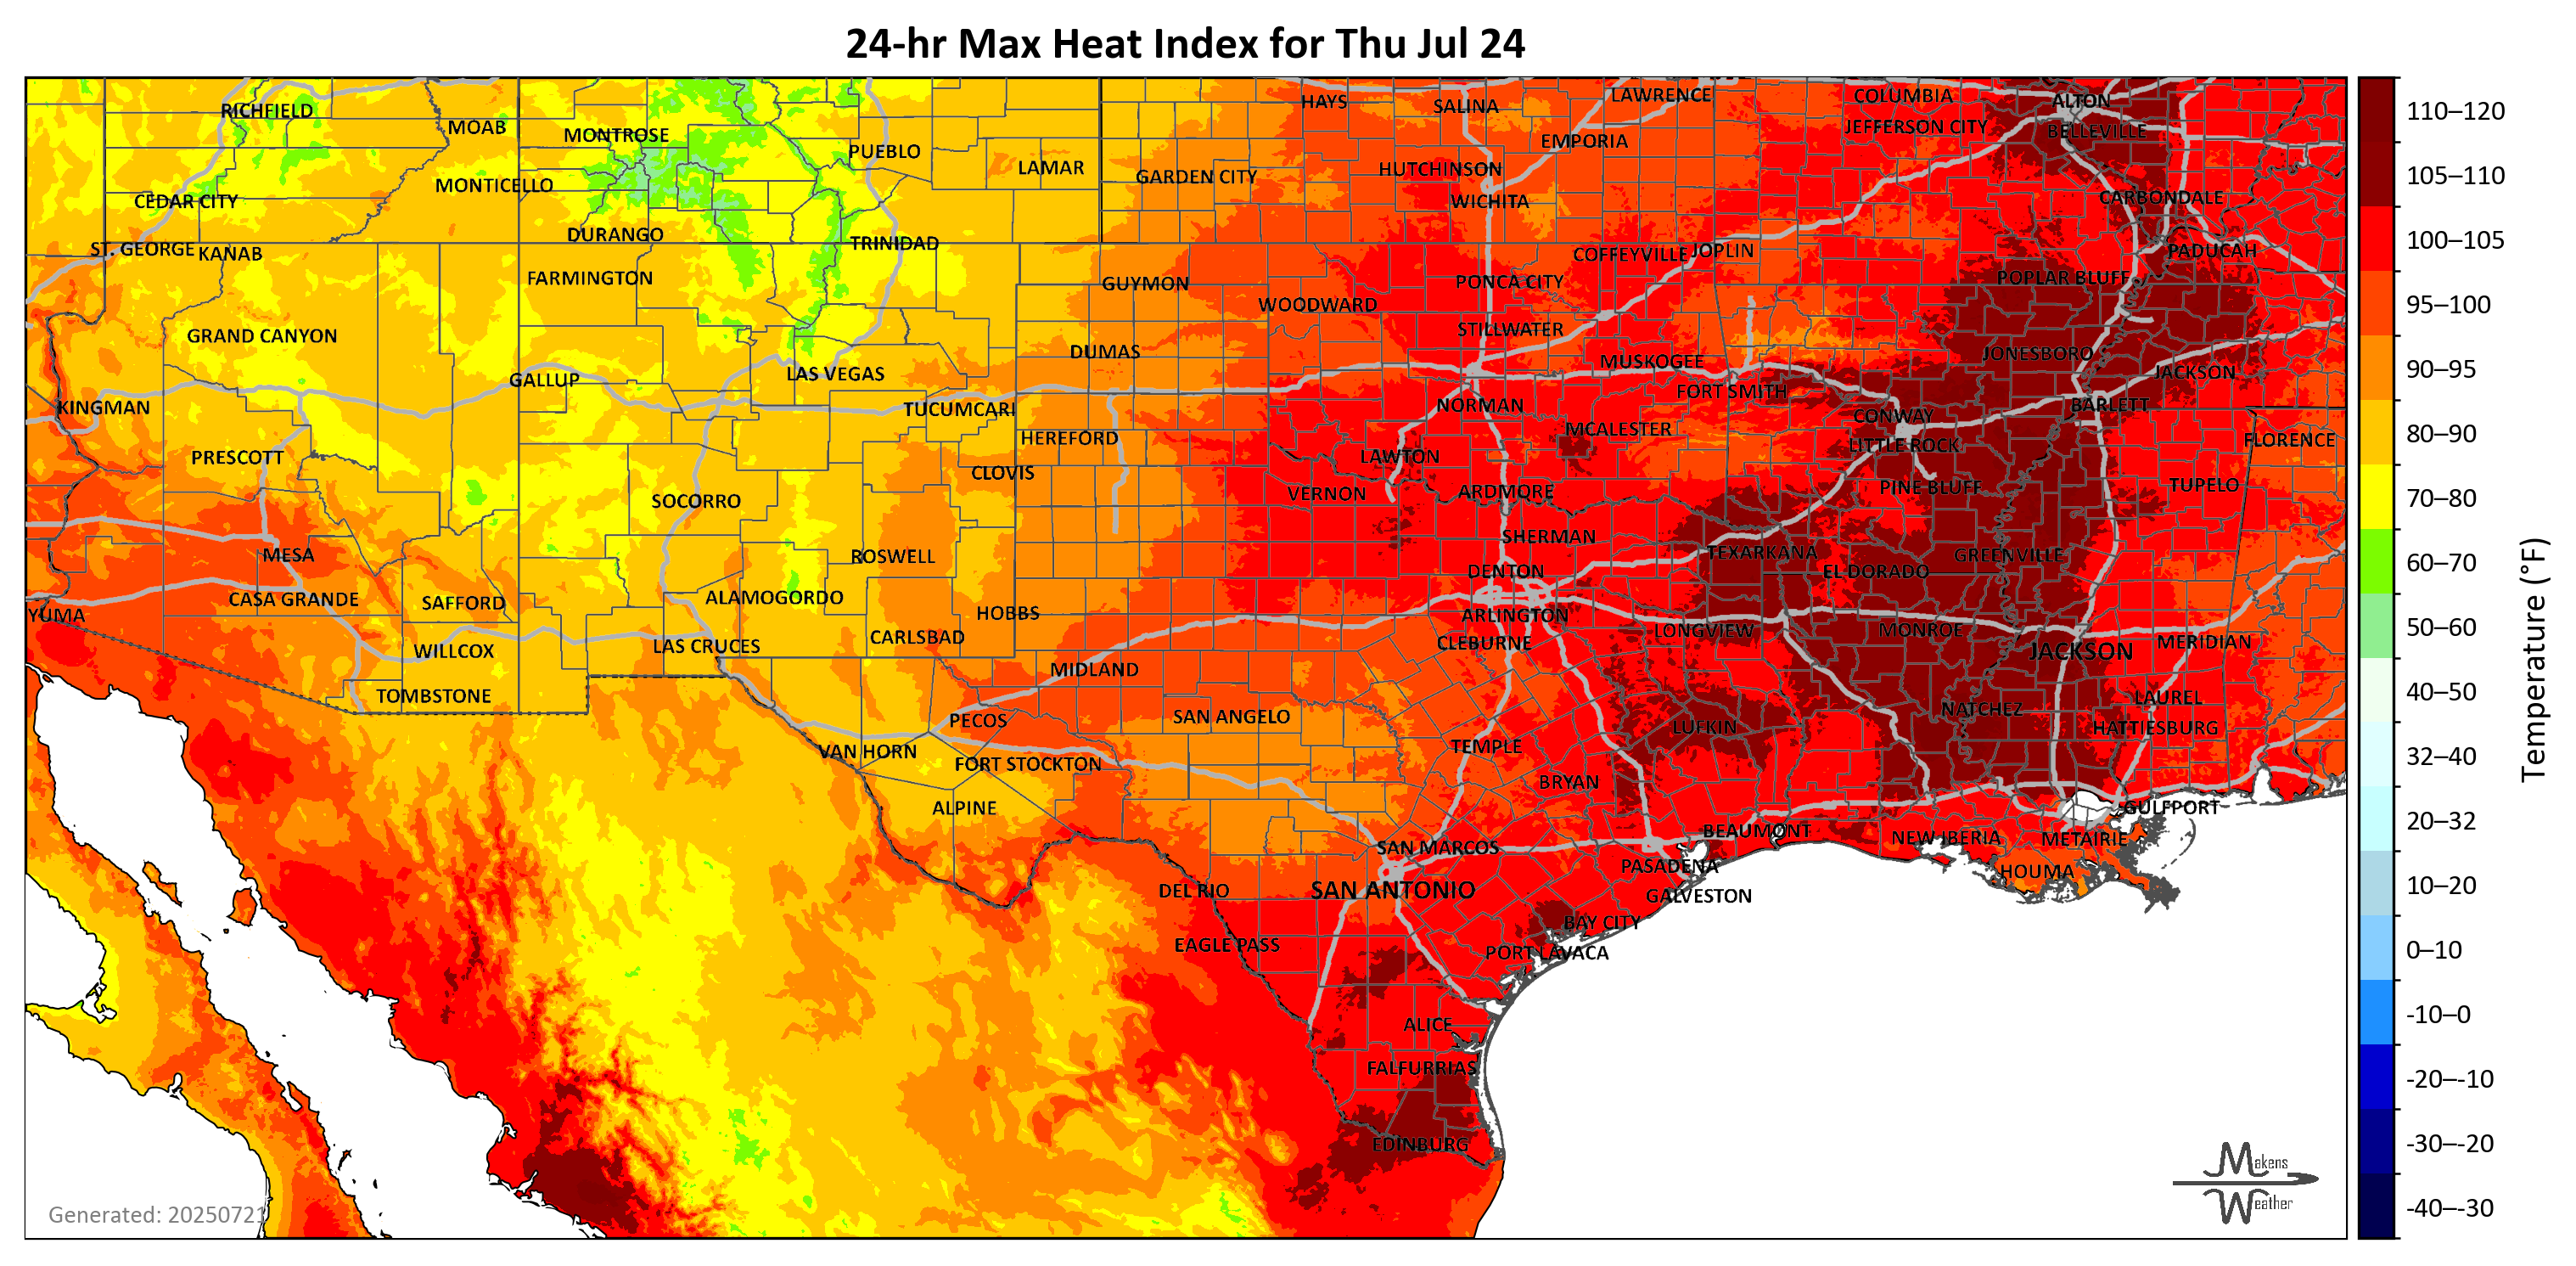 24-hr Max Heat Index for Thu Jul 24
RICHFIELD
MOAB
MONTROSE
PUEBLO
LAMAR
GARDEN CITY
HAYS
SALINA
LAWRENCE
EMPORIA
HUTCHINSON
WICHITA
COLUMBIA
JEFFERSON CITY
ALTON
BELLEVILLE
CARBONDALE
PADUCAH
CEDAR CITY
MONTICELLO
ST. GEORGE
KANAB
DURANGO
TRINIDAD
FARMINGTON
GUYMON
WOODWARD
PONCA CITY
COFFEYVILLE
JOPLIN
POPLAR BLUFF
GRAND CANYON
STILLWATER
DUMAS
MUSKOGEE
JONESBORO
JACKSON
GALLUP
LAS VEGAS
FORT SMITH
KINGMAN
TUCUMCARI
NORMAN
CONWAY
BARLETT
HEREFORD
MCALESTER
LITTLE ROCK
FLORENCE
PRESCOTT
CLOVIS
LAWTON
SOCORRO
VERNON
ARDMORE
PINE BLUFF
TUPELO
SHERMAN
MESA
ROSWELL
TEXARKANA
GREENVILLE
DENTON
EL DORADO
CASA GRANDE
SAFFORD
ALAMOGORDO
HOBBS
ARLINGTON
YUMA
LONGVIEW
MONROE
WILLCOX
LAS CRUCES
CARLSBAD
CLEBURNE
JACKSON
MERIDIAN
MIDLAND
TOMBSTONE
PECOS
SAN ANGELO
LUFKIN
NATCHEZ
LAUREL
HATTIESBURG
VAN HORN
FORT STOCKTON
TEMPLE
BRYAN
ALPINE
GULFPORT
BEAUMONT
NEW IBERIA
METAIRIE
SAN MARCOS
PASADENA
HOUMA
DEL RIO
SAN ANTONIO
GALVESTON
BAY CITY
EAGLE PASS
PORT LAVACA
ALICE
FALFURRIAS
EDINBURG
Generated: 20250721
Makens
Weather
110–120
105–110
100–105
95–100
90–95
80–90
70–80
60–70
50–60
40–50
32–40
20–32
10–20
0–10
-10–0
-20–-10
-30–-20
-40–-30
Temperature (°F)